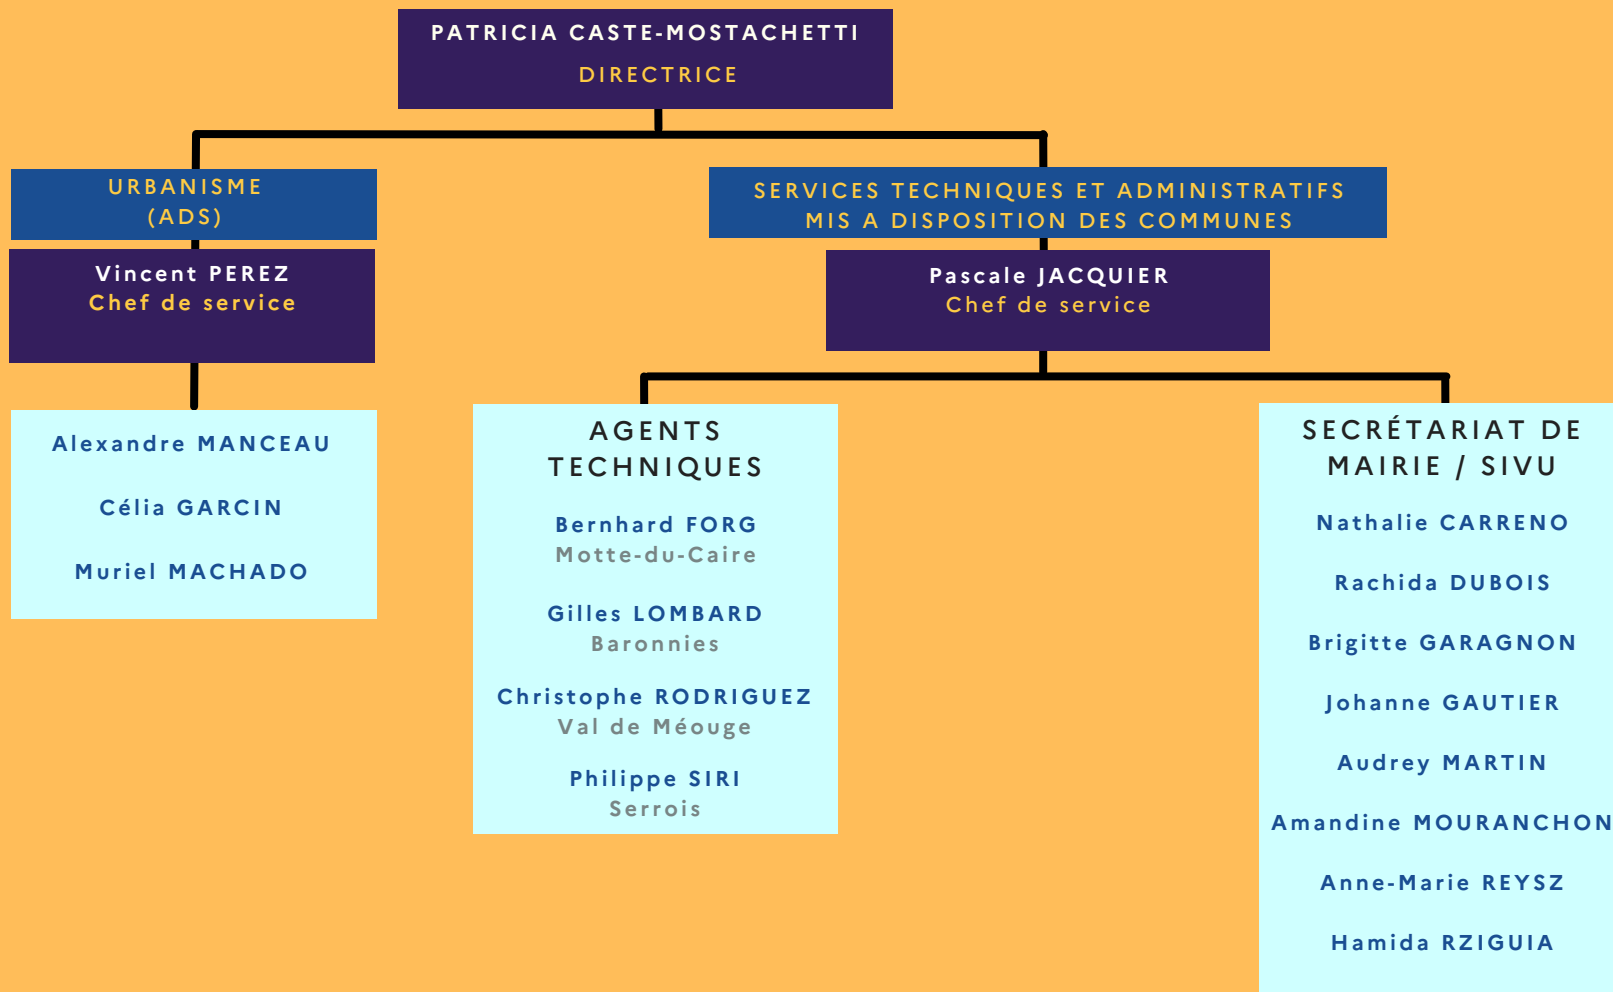 PATRICIA CASTE-MOSTACHETTI
DIRECTRICE
URBANISME
(ADS)
Vincent PEREZ
Chef de service
Alexandre MANCEAU
Célia GARCIN
Muriel MACHADO
SERVICES TECHNIQUES ET ADMINISTRATIFS
MIS A DISPOSITION DES COMMUNES
Pascale JACQUIER
Chef de service
AGENTS
TECHNIQUES
Bernhard FORG
Motte-du-Caire
Gilles LOMBARD
Baronnies
Christophe RODRIGUEZ
Val de Méouge
Philippe SIRI
Serrois
SECRÉTARIAT DE
MAIRIE / SIVU
Nathalie CARRENO
Rachida DUBOIS
Brigitte GARAGNON
Johanne GAUTIER
Audrey MARTIN
Amandine MOURANCHON
Anne-Marie REYSZ
Hamida RZIGUIA